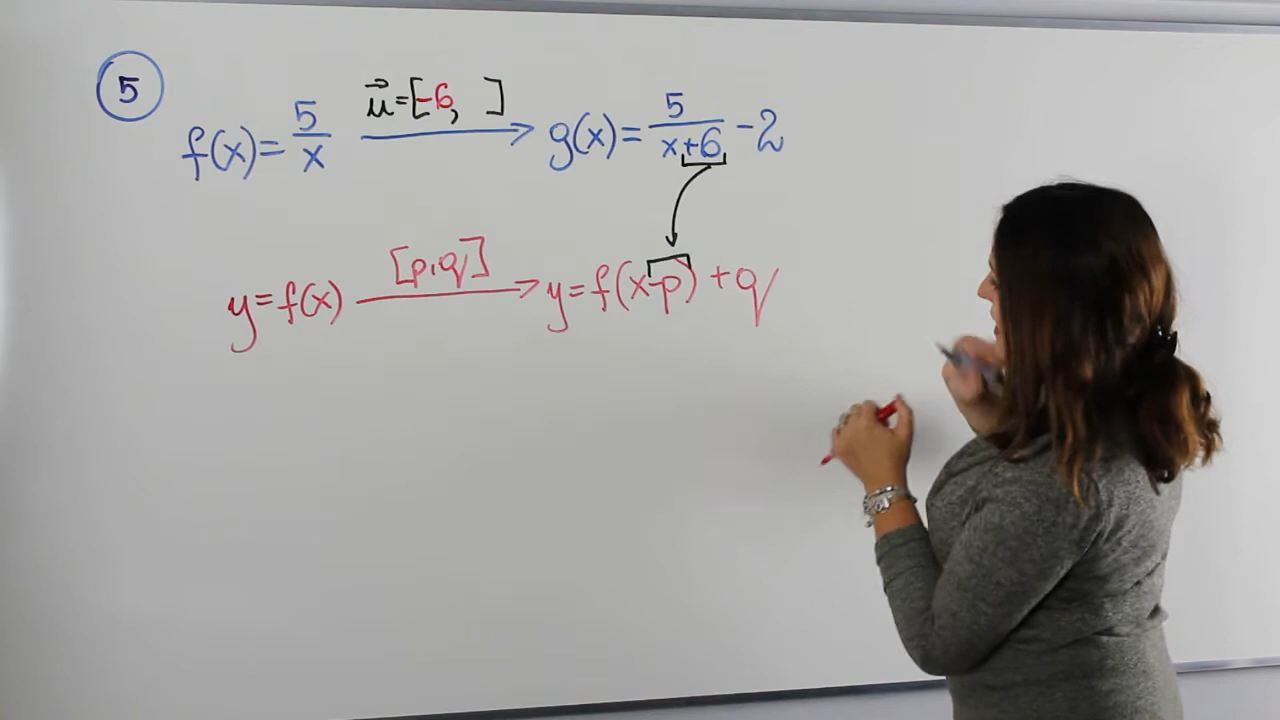 5
f(x)=5/x u⃗=[-6, ] → g(x)=5/(x+6) -2
y=f(x) [p,q] → y=f(x-p)+q